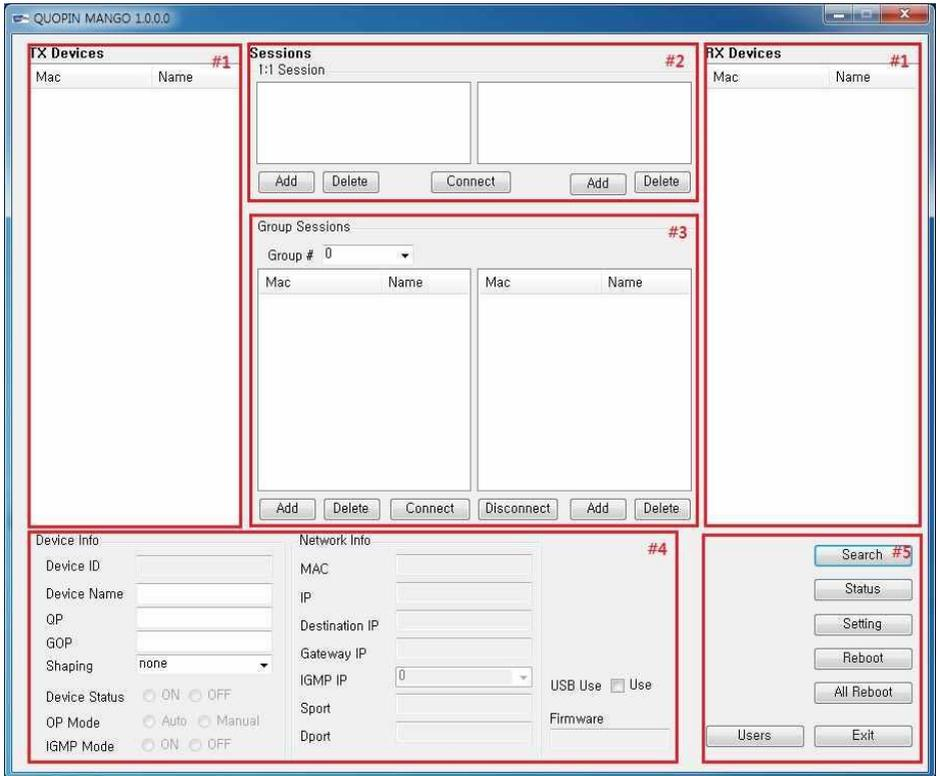 QUOPIN MANGO 1.0.0.0
TX Devices
#1
Mac Name
Sessions
#2
1:1 Session
Add Delete Connect Add Delete
RX Devices
#1
Mac Name
Group Sessions
#3
Group # 0
Mac Name Mac Name
Add Delete Connect Disconnect Add Delete
Device Info
Device ID
Device Name
QP
GOP
Shaping none
Device Status ON OFF
OP Mode Auto Manual
IGMP Mode ON OFF
Network Info
#4
MAC
IP
Destination IP
Gateway IP
IGMP IP 0
Sport
Dport
USB Use Use
Firmware
Search #5
Status
Setting
Reboot
All Reboot
Users Exit